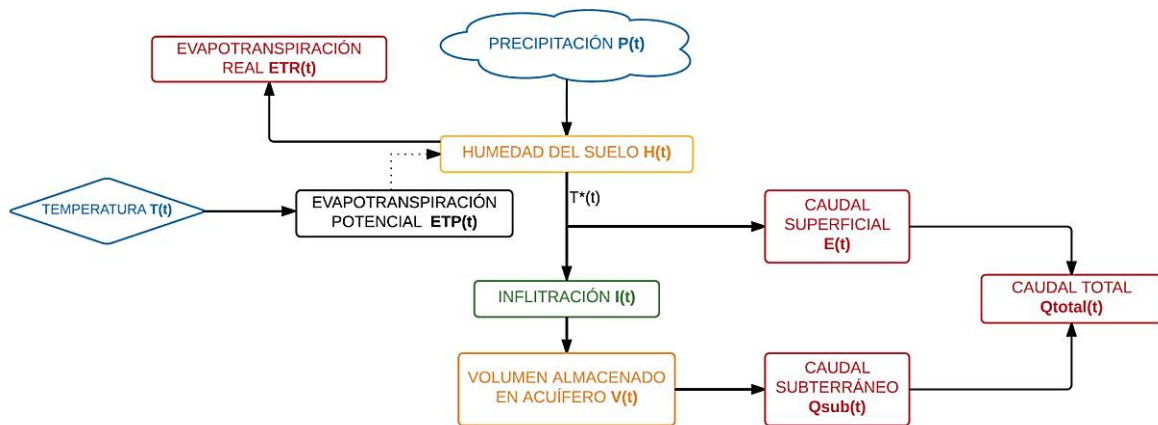 PRECIPITACIÓN P(t)
EVAPOTRANSPIRACIÓN
REAL ETR(t)
HUMEDAD DEL SUELO H(t)
TEMPERATURA T(t)
EVAPOTRANSPIRACIÓN
POTENCIAL ETP(t)
T*(t)
CAUDAL
SUPERFICIAL
E(t)
INFLITRACIÓN I(t)
CAUDAL TOTAL
Qtotal(t)
VOLUMEN ALMACENADO
EN ACUÍFERO V(t)
CAUDAL
SUBTERRÁNEO
Qsub(t)